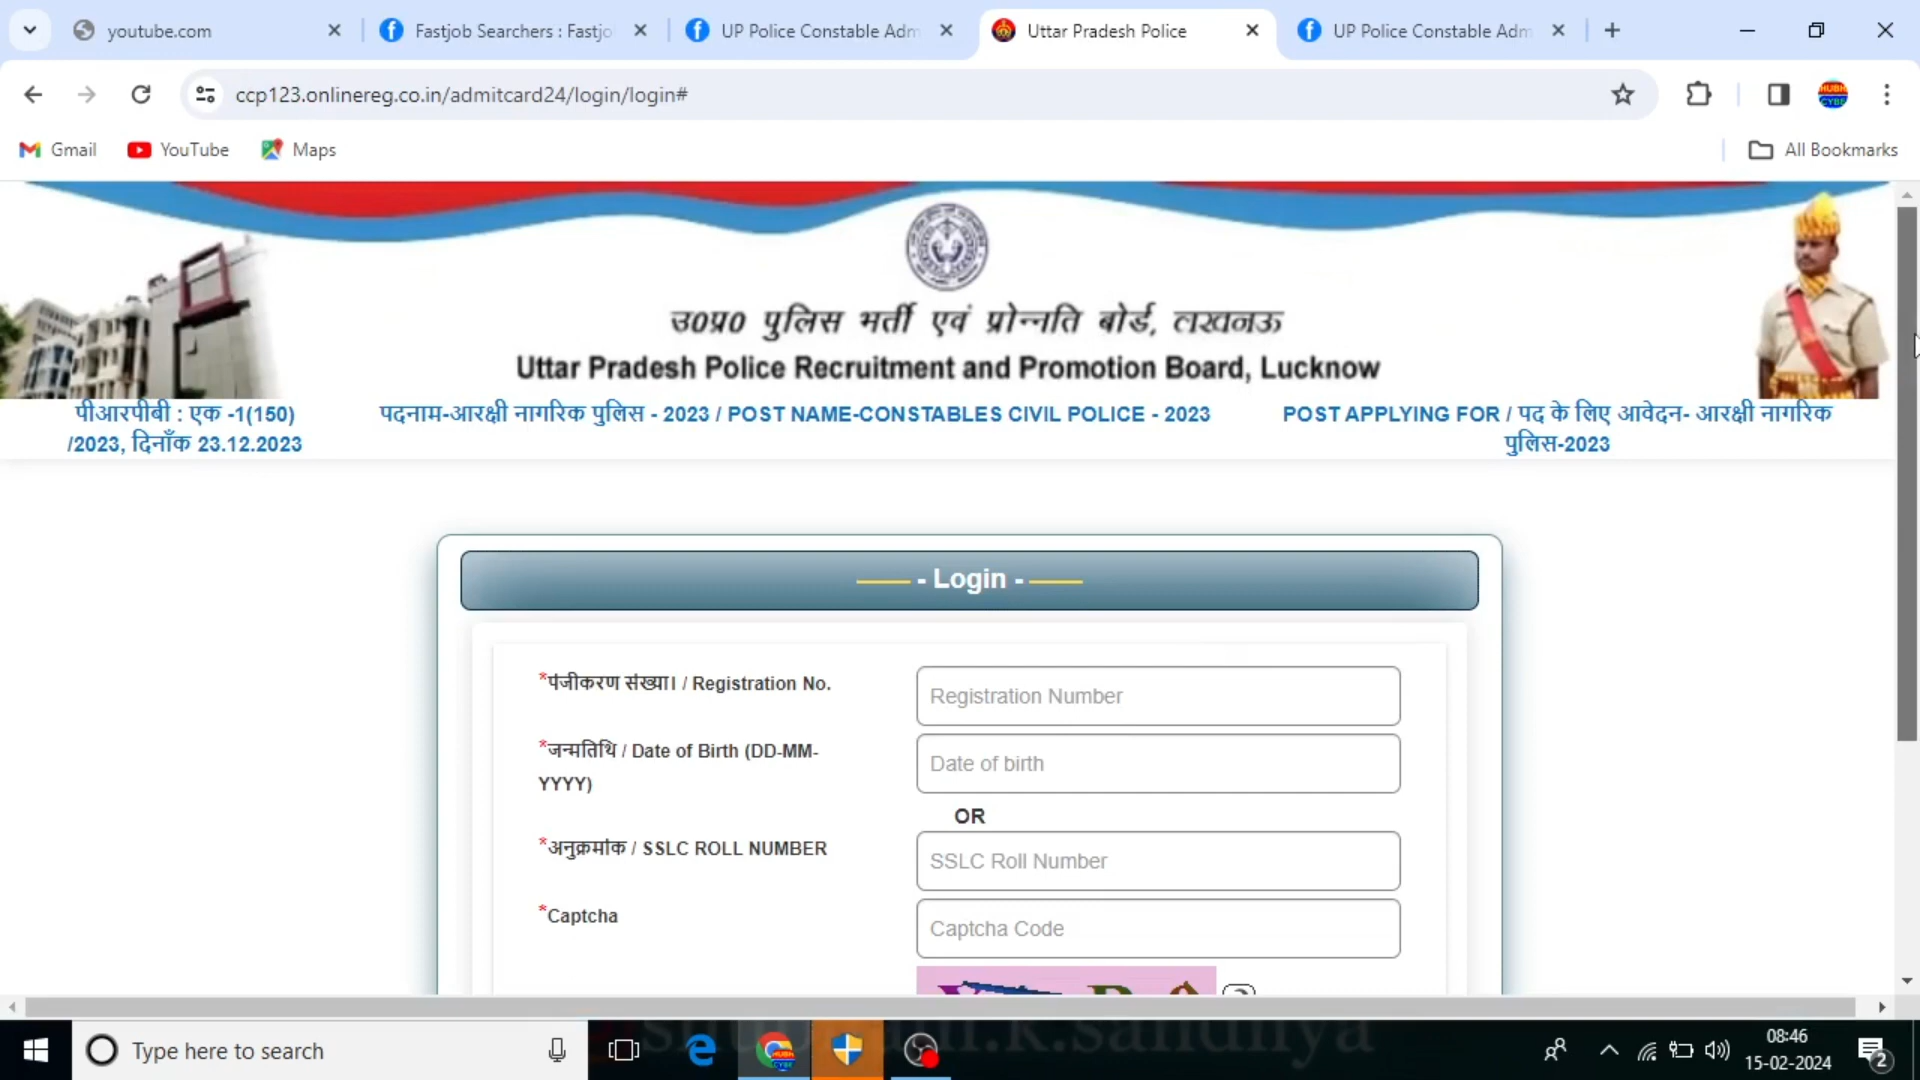 youtube.com
Fastjob Searchers : Fastjo
UP Police Constable Adm
Uttar Pradesh Police
UP Police Constable Adm
ccp123.onlinereg.co.in/admitcard24/login/login#
HUBH
CYBE
Gmail
YouTube
Maps
All Bookmarks
उ0प्र0 पुलिस भर्ती एवं प्रोन्नति बोर्ड, लखनऊ
Uttar Pradesh Police Recruitment and Promotion Board, Lucknow
पीआरपीबी : एक -1(150)
/2023, दिनाँक 23.12.2023
पदनाम-आरक्षी नागरिक पुलिस - 2023 / POST NAME-CONSTABLES CIVIL POLICE - 2023
POST APPLYING FOR / पद के लिए आवेदन- आरक्षी नागरिक
पुलिस-2023
- Login -
*पंजीकरण संख्या। / Registration No.
Registration Number
*जन्मतिथि / Date of Birth (DD-MM-
YYYY)
Date of birth
OR
*अनुक्रमांक / SSLC ROLL NUMBER
SSLC Roll Number
*Captcha
Captcha Code
Type here to search
08:46
15-02-2024
2